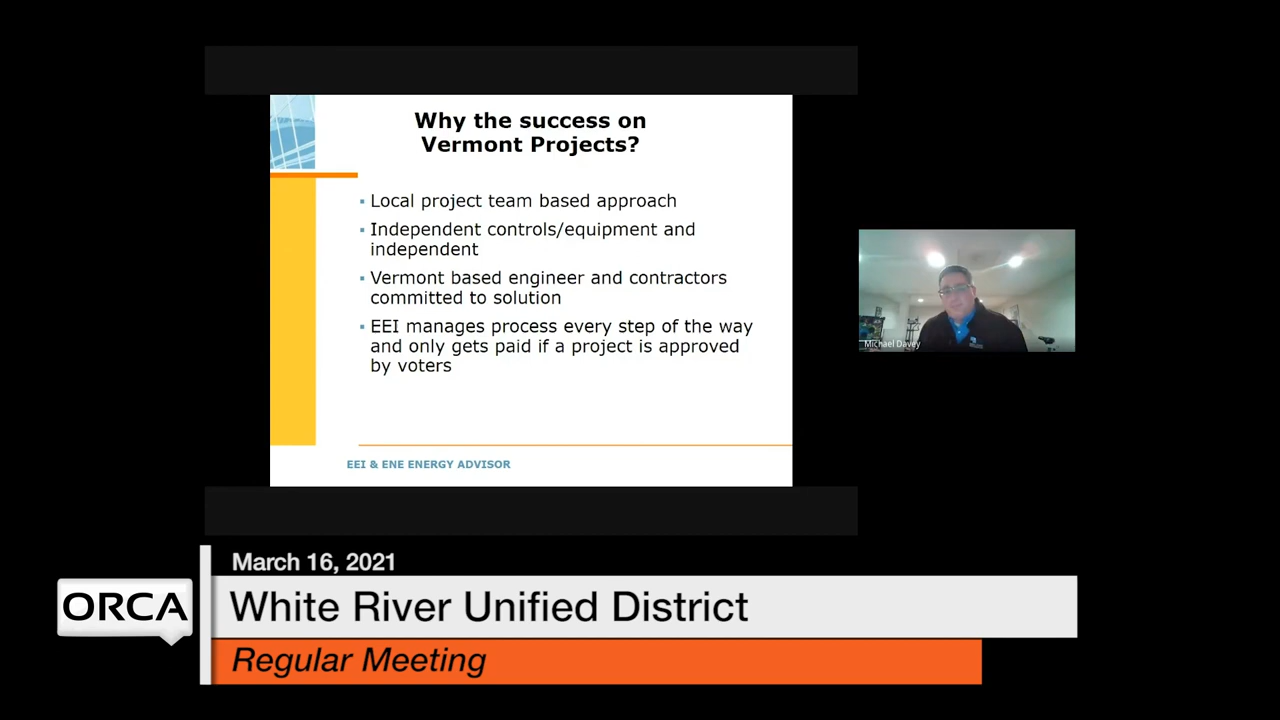 Why the success on
Vermont Projects?
▪ Local project team based approach
▪ Independent controls/equipment and
independent
▪ Vermont based engineer and contractors
committed to solution
▪ EEI manages process every step of the way
and only gets paid if a project is approved
by voters
EEI & ENE ENERGY ADVISOR
Michael Davey
March 16, 2021
ORCA
White River Unified District
Regular Meeting